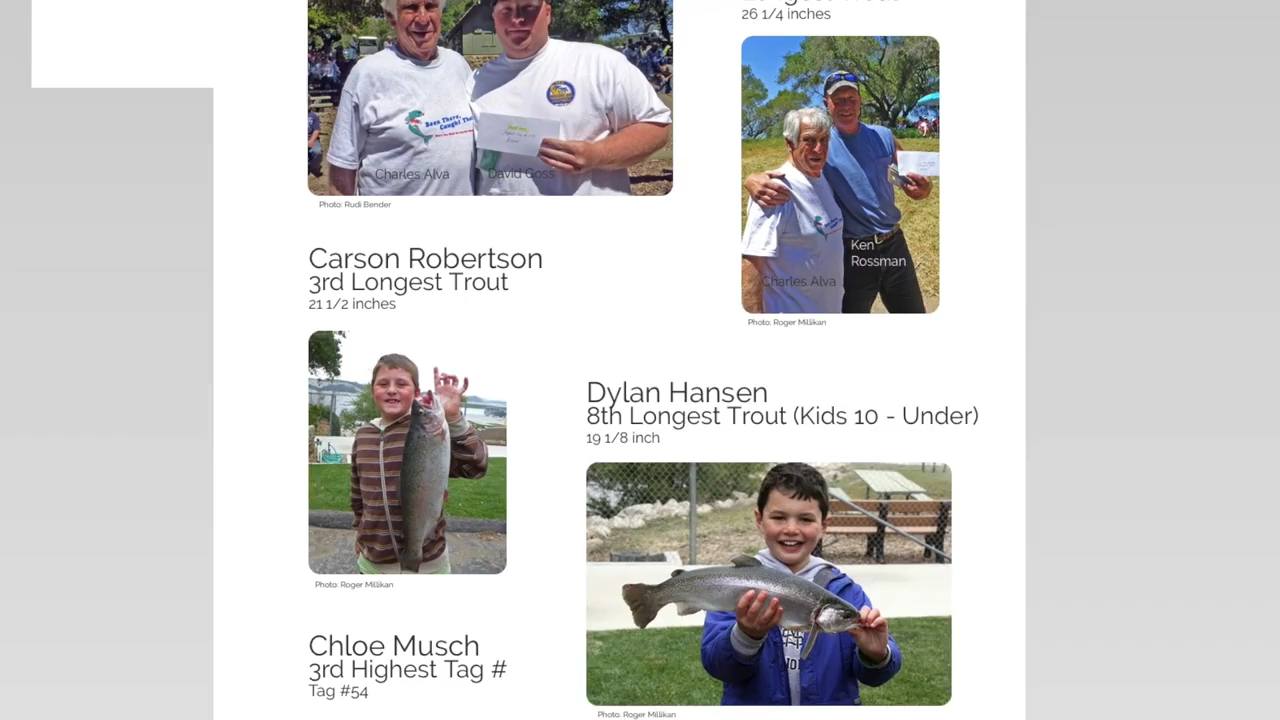 26 1/4 inches
Been There,
Charles Alva
David Goss
Photo: Rudi Bender
Ken
Rossman
Charles Alva
Photo: Roger Millikan
Carson Robertson
3rd Longest Trout
21 1/2 inches
Photo: Roger Millikan
Dylan Hansen
8th Longest Trout (Kids 10 - Under)
19 1/8 inch
Photo: Roger Millikan
Chloe Musch
3rd Highest Tag #
Tag #54